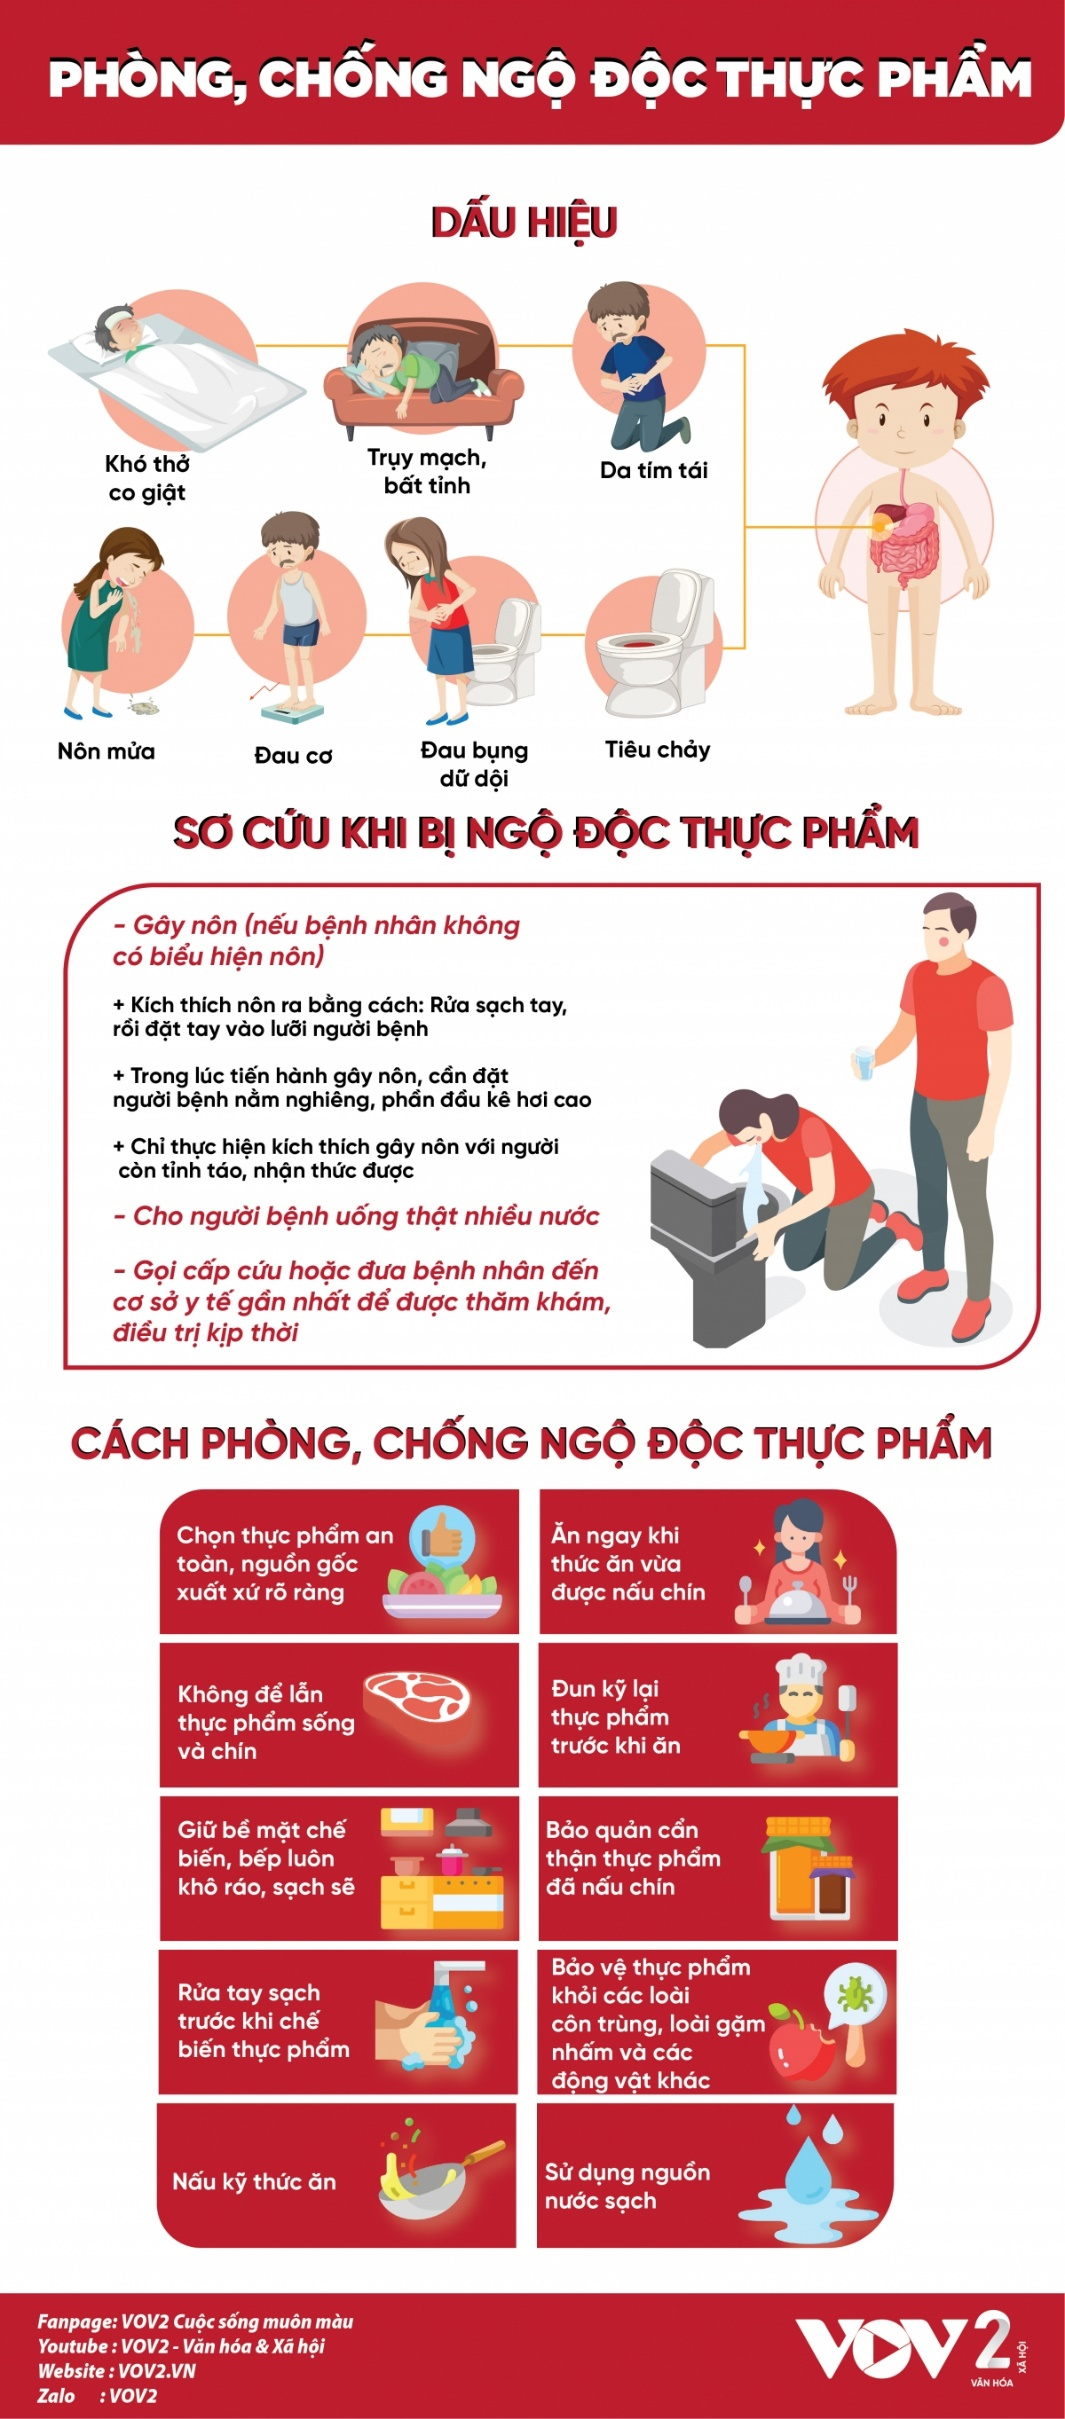 PHÒNG, CHỐNG NGỘ ĐỘC THỰC PHẨM
DẤU HIỆU
Khó thở
co giật
Trụy mạch,
bất tỉnh
Da tím tái
Nôn mửa
Đau cơ
Đau bụng
dữ dội
Tiêu chảy
SƠ CỨU KHI BỊ NGỘ ĐỘC THỰC PHẨM
- Gây nôn (nếu bệnh nhân không
có biểu hiện nôn)
+ Kích thích nôn ra bằng cách: Rửa sạch tay,
rồi đặt tay vào lưỡi người bệnh
+ Trong lúc tiến hành gây nôn, cần đặt
người bệnh nằm nghiêng, phần đầu kê hơi cao
+ Chỉ thực hiện kích thích gây nôn với người
còn tỉnh táo, nhận thức được
- Cho người bệnh uống thật nhiều nước
- Gọi cấp cứu hoặc đưa bệnh nhân đến
cơ sở y tế gần nhất để được thăm khám,
điều trị kịp thời
CÁCH PHÒNG, CHỐNG NGỘ ĐỘC THỰC PHẨM
Chọn thực phẩm an
toàn, nguồn gốc
xuất xứ rõ ràng
Ăn ngay khi
thức ăn vừa
được nấu chín
Không để lẫn
thực phẩm sống
và chín
Đun kỹ lại
thực phẩm
trước khi ăn
Giữ bề mặt chế
biến, bếp luôn
khô ráo, sạch sẽ
Bảo quản cẩn
thận thực phẩm
đã nấu chín
Rửa tay sạch
trước khi chế
biến thực phẩm
Bảo vệ thực phẩm
khỏi các loài
côn trùng, loài gặm
nhấm và các
động vật khác
Nấu kỹ thức ăn
Sử dụng nguồn
nước sạch
Fanpage: VOV2 Cuộc sống muôn màu
Youtube : VOV2 - Văn hóa & Xã hội
Website : VOV2.VN
Zalo : VOV2
VOV2
VĂN HÓA
XÃ HỘI